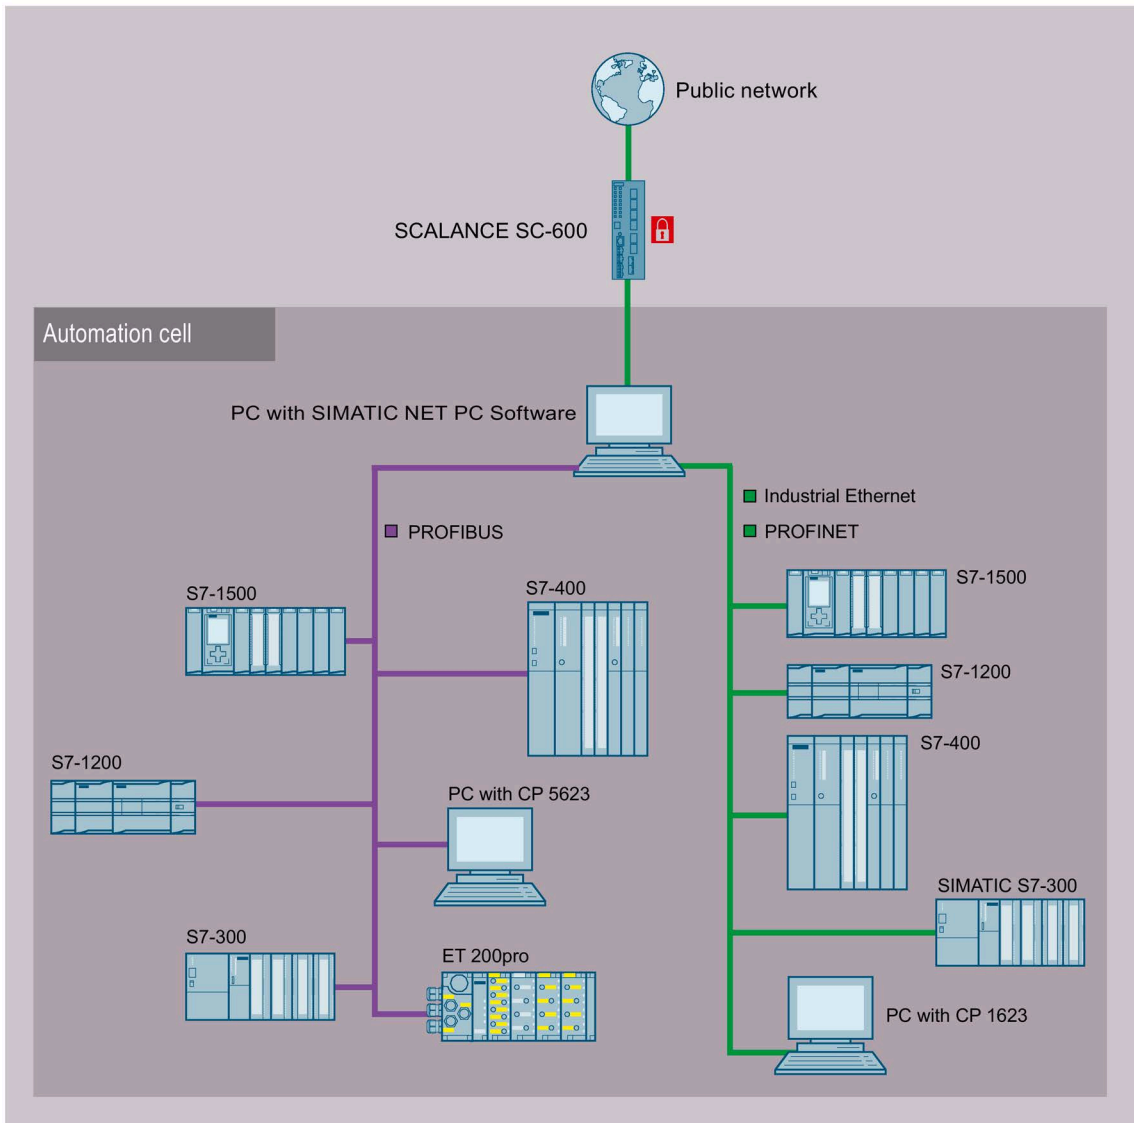 Public network
SCALANCE SC-600
Automation cell
PC with SIMATIC NET PC Software
Industrial Ethernet
PROFIBUS
PROFINET
S7-1500
S7-400
S7-1500
S7-1200
S7-400
S7-1200
PC with CP 5623
SIMATIC S7-300
S7-300
ET 200pro
PC with CP 1623